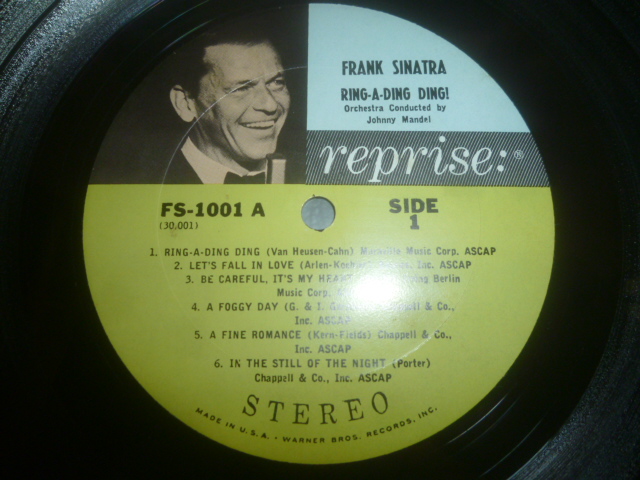 FRANK SINATRA
RING-A-DING DING!
Orchestra Conducted by
Johnny Mandel
reprise:®
FS-1001 A
(30,001)
SIDE
1
1. RING-A-DING DING (Van Heusen-Cahn) Music Corp. ASCAP
2. LET'S FALL IN LOVE (Arlen- Inc. ASCAP
3. BE CAREFUL, IT'S MY HEART Berlin
Music Corp.
4. A FOGGY DAY (G. & I. & Co.,
Inc. ASCAP
5. A FINE ROMANCE (Kern-Fields) Chappell & Co.,
Inc. ASCAP
6. IN THE STILL OF THE NIGHT (Porter)
Chappell & Co., Inc. ASCAP
STEREO
MADE IN U.S.A. • WARNER BROS. RECORDS, INC.